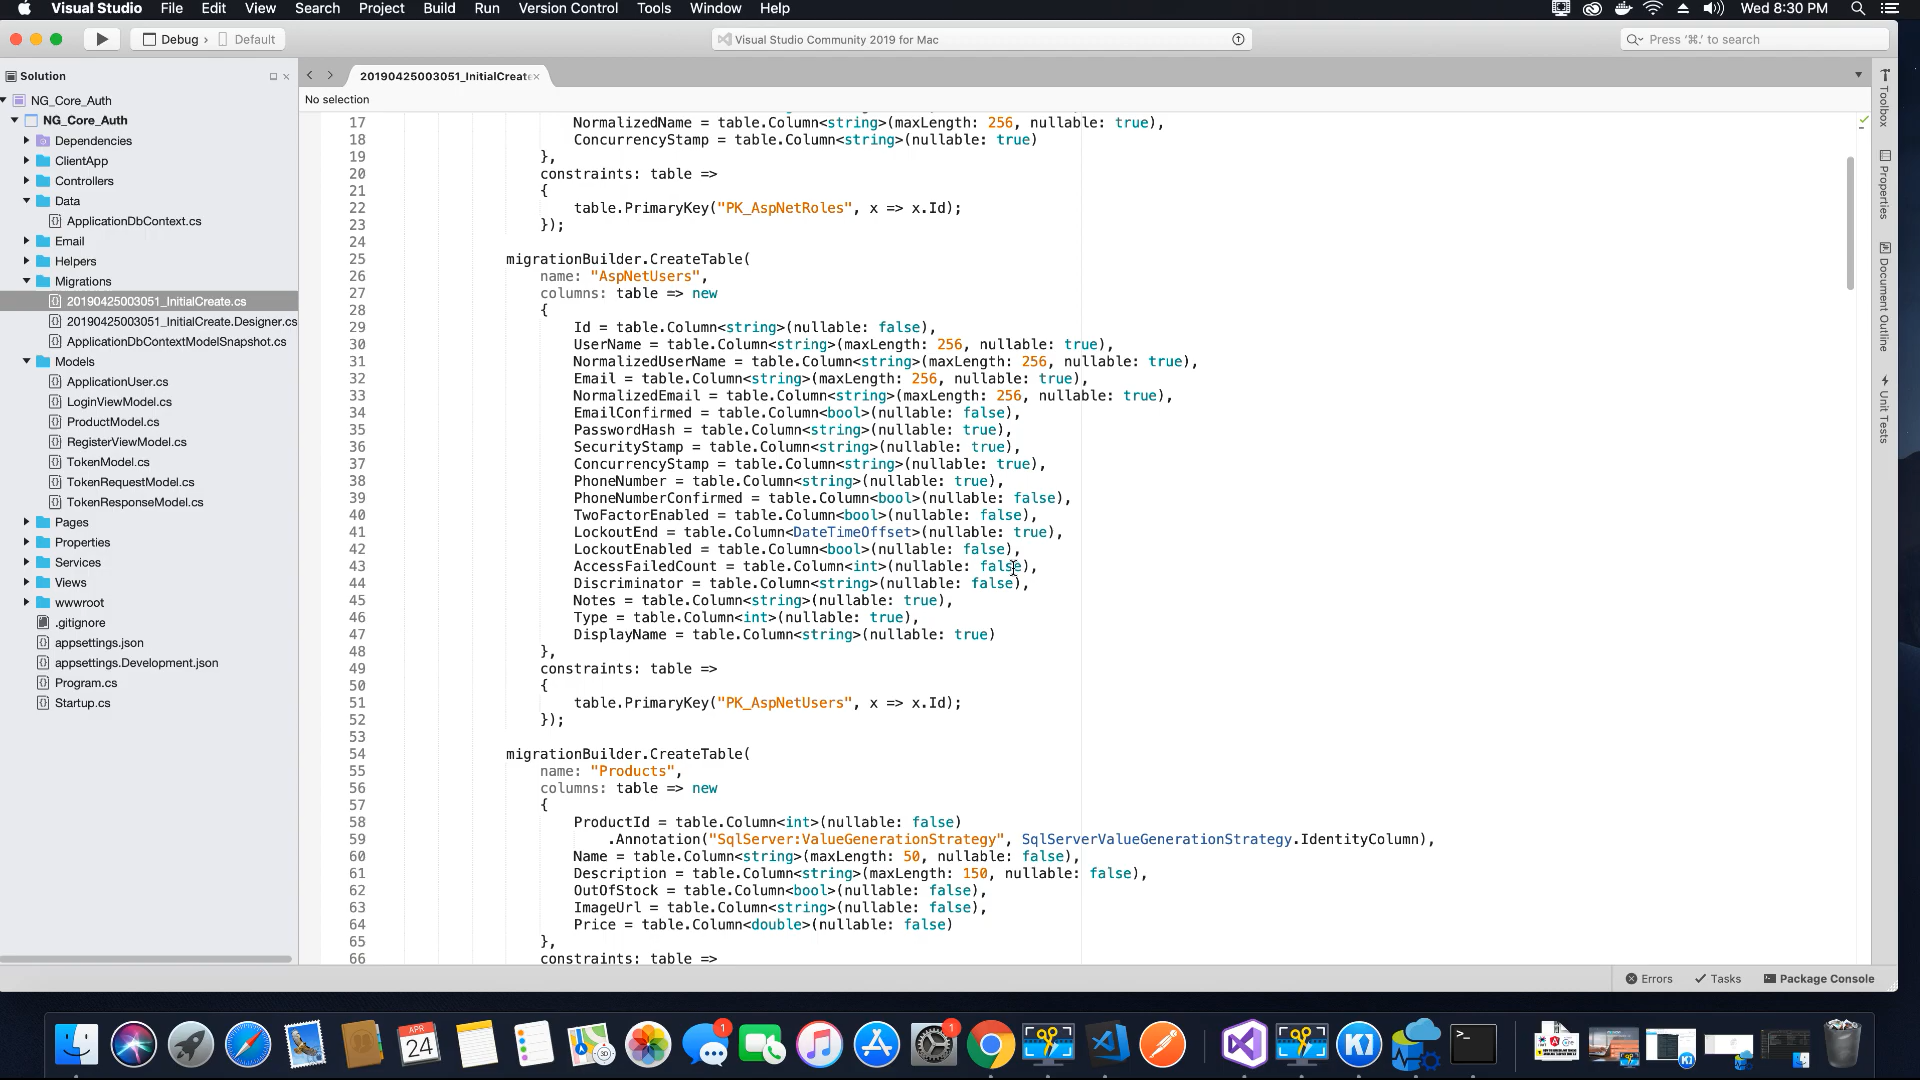 Visual Studio File Edit View Search Project Build Run Version Control Tools Window Help Wed 8:30 PM
Debug › Default Visual Studio Community 2019 for Mac Press '⌘.' to search
Solution
NG_Core_Auth
NG_Core_Auth
Dependencies
ClientApp
Controllers
Data
ApplicationDbContext.cs
Email
Helpers
Migrations
20190425003051_InitialCreate.cs
20190425003051_InitialCreate.Designer.cs
ApplicationDbContextModelSnapshot.cs
Models
ApplicationUser.cs
LoginViewModel.cs
ProductModel.cs
RegisterViewModel.cs
TokenModel.cs
TokenRequestModel.cs
TokenResponseModel.cs
Pages
Properties
Services
Views
wwwroot
.gitignore
appsettings.json
appsettings.Development.json
Program.cs
Startup.cs
20190425003051_InitialCreate
No selection
17 NormalizedName = table.Column<string>(maxLength: 256, nullable: true),
18 ConcurrencyStamp = table.Column<string>(nullable: true)
19 },
20 constraints: table =>
21 {
22 table.PrimaryKey("PK_AspNetRoles", x => x.Id);
23 });
24
25 migrationBuilder.CreateTable(
26 name: "AspNetUsers",
27 columns: table => new
28 {
29 Id = table.Column<string>(nullable: false),
30 UserName = table.Column<string>(maxLength: 256, nullable: true),
31 NormalizedUserName = table.Column<string>(maxLength: 256, nullable: true),
32 Email = table.Column<string>(maxLength: 256, nullable: true),
33 NormalizedEmail = table.Column<string>(maxLength: 256, nullable: true),
34 EmailConfirmed = table.Column<bool>(nullable: false),
35 PasswordHash = table.Column<string>(nullable: true),
36 SecurityStamp = table.Column<string>(nullable: true),
37 ConcurrencyStamp = table.Column<string>(nullable: true),
38 PhoneNumber = table.Column<string>(nullable: true),
39 PhoneNumberConfirmed = table.Column<bool>(nullable: false),
40 TwoFactorEnabled = table.Column<bool>(nullable: false),
41 LockoutEnd = table.Column<DateTimeOffset>(nullable: true),
42 LockoutEnabled = table.Column<bool>(nullable: false),
43 AccessFailedCount = table.Column<int>(nullable: false),
44 Discriminator = table.Column<string>(nullable: false),
45 Notes = table.Column<string>(nullable: true),
46 Type = table.Column<int>(nullable: true),
47 DisplayName = table.Column<string>(nullable: true)
48 },
49 constraints: table =>
50 {
51 table.PrimaryKey("PK_AspNetUsers", x => x.Id);
52 });
53
54 migrationBuilder.CreateTable(
55 name: "Products",
56 columns: table => new
57 {
58 ProductId = table.Column<int>(nullable: false)
59 .Annotation("SqlServer:ValueGenerationStrategy", SqlServerValueGenerationStrategy.IdentityColumn),
60 Name = table.Column<string>(maxLength: 50, nullable: false),
61 Description = table.Column<string>(maxLength: 150, nullable: false),
62 OutOfStock = table.Column<bool>(nullable: false),
63 ImageUrl = table.Column<string>(nullable: false),
64 Price = table.Column<double>(nullable: false)
65 },
66 constraints: table =>
Toolbox
Properties
Document Outline
Unit Tests
Errors Tasks Package Console
APR
24
3D
1
1